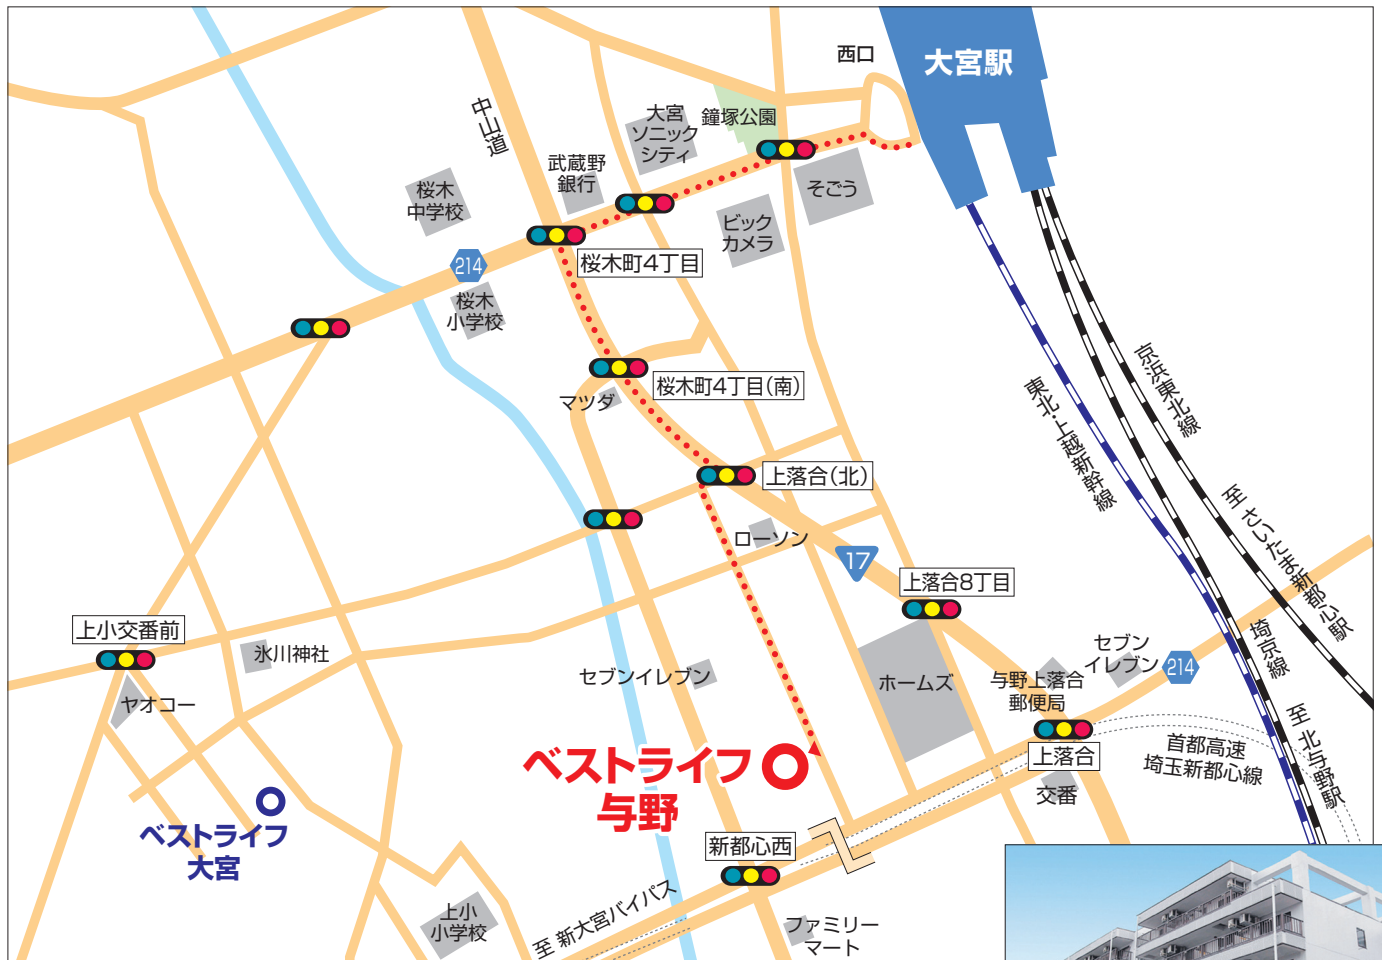 西口
大宮駅
中山道
大宮
ソニック
シティ
鐘塚公園
武蔵野
銀行
そごう
桜木
中学校
ビック
カメラ
桜木町4丁目
214
桜木
小学校
桜木町4丁目(南)
マツダ
京浜東北線
東北・上越新幹線
上落合(北)
至 さいたま新都心駅
ローソン
17
上落合8丁目
上小交番前
氷川神社
埼京線
セブン
イレブン
214
セブンイレブン
ホームズ
与野上落合
郵便局
ヤオコー
至 北与野駅
首都高速
埼玉新都心線
上落合
ベストライフ
与野
交番
ベストライフ
大宮
新都心西
至 新大宮バイパス
上小
小学校
ファミリー
マート